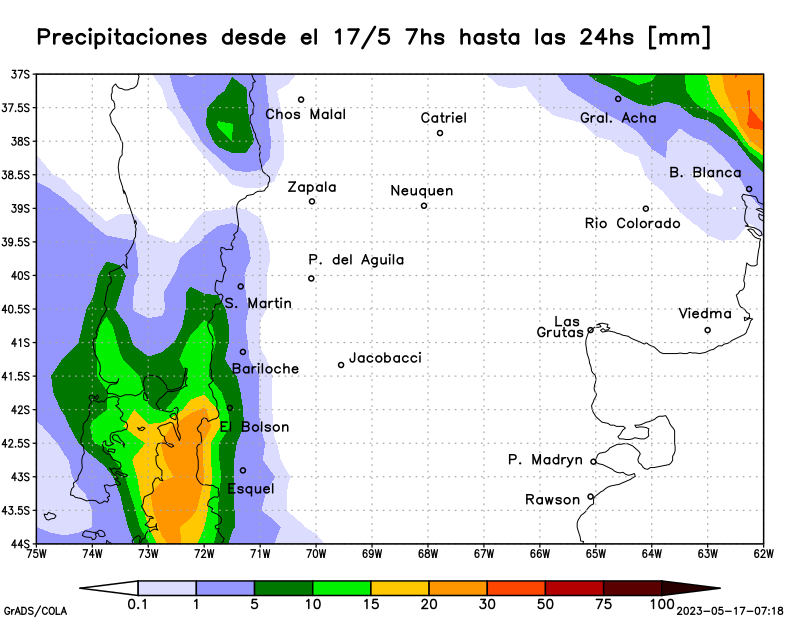 Precipitaciones desde el 17/5 7hs hasta las 24hs [mm]
37S
37.5S
Chos Malal
Catriel
Gral. Acha
38S
38.5S
B. Blanca
Zapala
Neuquen
39S
Rio Colorado
39.5S
P. del Aguila
40S
S. Martin
40.5S
Viedma
Las
Grutas
41S
Jacobacci
Bariloche
41.5S
42S
El Bolson
42.5S
P. Madryn
43S
Esquel
Rawson
43.5S
44S
75W 74W 73W 72W 71W 70W 69W 68W 67W 66W 65W 64W 63W 62W
0.1 1 5 10 15 20 30 50 75 100
GrADS/COLA
2023-05-17-07:18